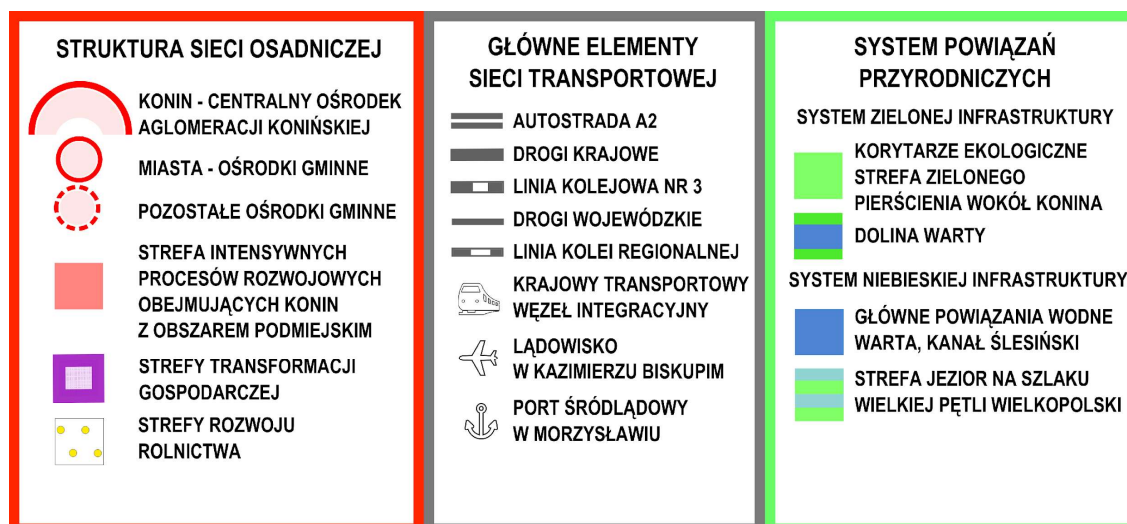 STRUKTURA SIECI OSADNICZEJ
KONIN - CENTRALNY OŚRODEK
AGLOMERACJI KONIŃSKIEJ
MIASTA - OŚRODKI GMINNE
POZOSTAŁE OŚRODKI GMINNE
STREFA INTENSYWNYCH
PROCESÓW ROZWOJOWYCH
OBEJMUJĄCYCH KONIN
Z OBSZAREM PODMIEJSKIM
STREFY TRANSFORMACJI
GOSPODARCZEJ
STREFY ROZWOJU
ROLNICTWA
GŁÓWNE ELEMENTY
SIECI TRANSPORTOWEJ
AUTOSTRADA A2
DROGI KRAJOWE
LINIA KOLEJOWA NR 3
DROGI WOJEWÓDZKIE
LINIA KOLEI REGIONALNEJ
KRAJOWY TRANSPORTOWY
WĘZEŁ INTEGRACYJNY
LĄDOWISKO
W KAZIMIERZU BISKUPIM
PORT ŚRÓDLĄDOWY
W MORZYSŁAWIU
SYSTEM POWIĄZAŃ
PRZYRODNICZYCH
SYSTEM ZIELONEJ INFRASTRUKTURY
KORYTARZE EKOLOGICZNE
STREFA ZIELONEGO
PIERŚCIENIA WOKÓŁ KONINA
DOLINA WARTY
SYSTEM NIEBIESKIEJ INFRASTRUKTURY
GŁÓWNE POWIĄZANIA WODNE
WARTA, KANAŁ ŚLESIŃSKI
STREFA JEZIOR NA SZLAKU
WIELKIEJ PĘTLI WIELKOPOLSKI